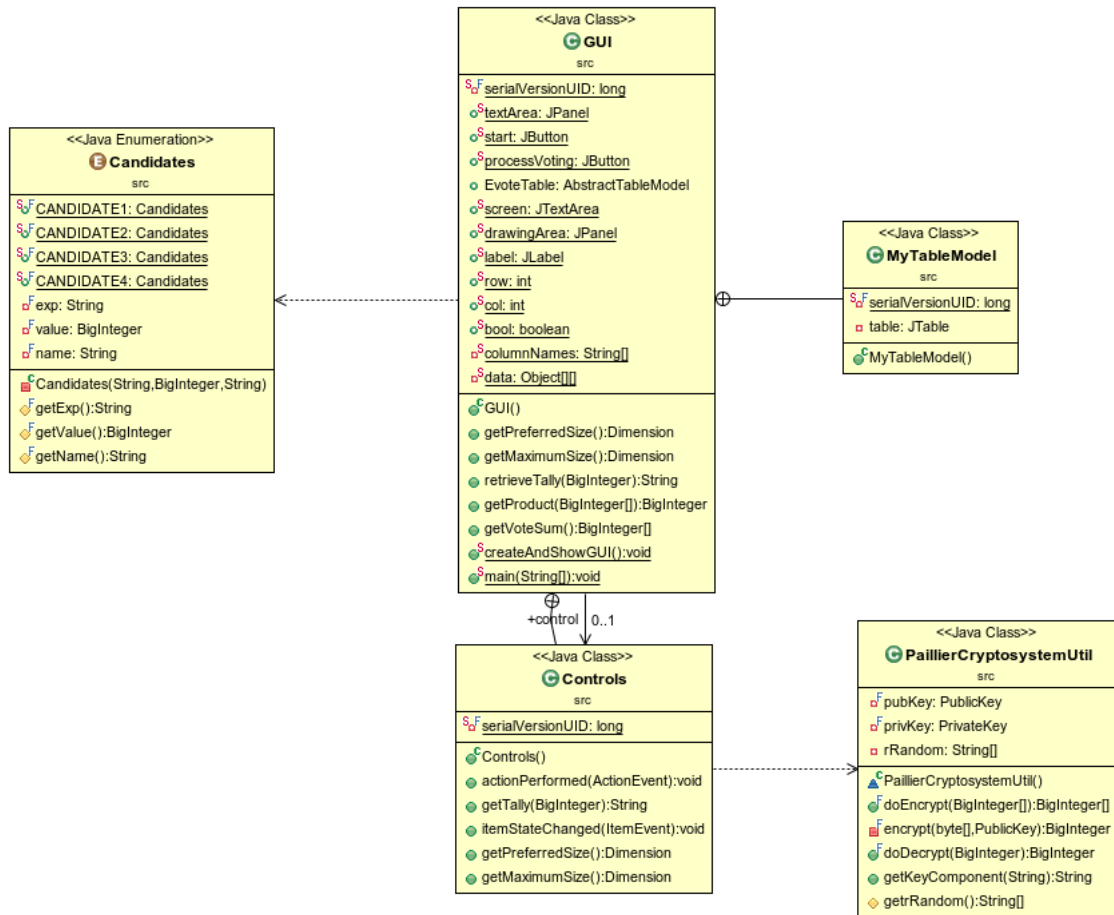 <<Java Class>>
GUI
src
serialVersionUID: long
textArea: JPanel
start: JButton
processVoting: JButton
EvoteTable: AbstractTableModel
screen: JTextArea
drawingArea: JPanel
label: JLabel
row: int
col: int
bool: boolean
columnNames: String[]
data: Object[][]
GUI()
getPreferredSize():Dimension
getMaximumSize():Dimension
retrieveTally(BigInteger):String
getProduct(BigInteger[]):BigInteger
getVoteSum():BigInteger[]
createAndShowGUI():void
main(String[]):void
<<Java Enumeration>>
Candidates
src
CANDIDATE1: Candidates
CANDIDATE2: Candidates
CANDIDATE3: Candidates
CANDIDATE4: Candidates
exp: String
value: BigInteger
name: String
Candidates(String,BigInteger,String)
getExp():String
getValue():BigInteger
getName():String
<<Java Class>>
MyTableModel
src
serialVersionUID: long
table: JTable
MyTableModel()
+control 0..1
<<Java Class>>
Controls
src
serialVersionUID: long
Controls()
actionPerformed(ActionEvent):void
getTally(BigInteger):String
itemStateChanged(ItemEvent):void
getPreferredSize():Dimension
getMaximumSize():Dimension
<<Java Class>>
PaillierCryptosystemUtil
src
pubKey: PublicKey
privKey: PrivateKey
rRandom: String[]
PaillierCryptosystemUtil()
doEncrypt(BigInteger[]):BigInteger[]
encrypt(byte[],PublicKey):BigInteger
doDecrypt(BigInteger):BigInteger
getKeyComponent(String):String
getrRandom():String[]